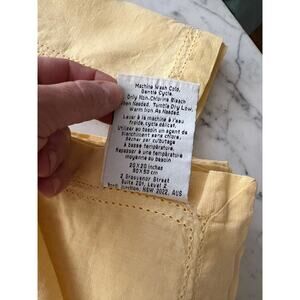 Machine Wash Cold,
Gentle Cycle.
Only Non-Chlorine Bleach
When Needed. Tumble Dry Low.
Warm Iron As Needed.
Laver à la machine à l'eau
froide, cycle délicat.
Utiliser au besoin un agent de
blanchiment sans chlore.
Sécher par culbutage
à basse température.
Repasser à une température
moyenne au besoin
20 X 20 inches
50 X 50 cm
3 Grosvenor Street
Suite 201, Level 2
Bondi Junction, NSW 2022, AUS